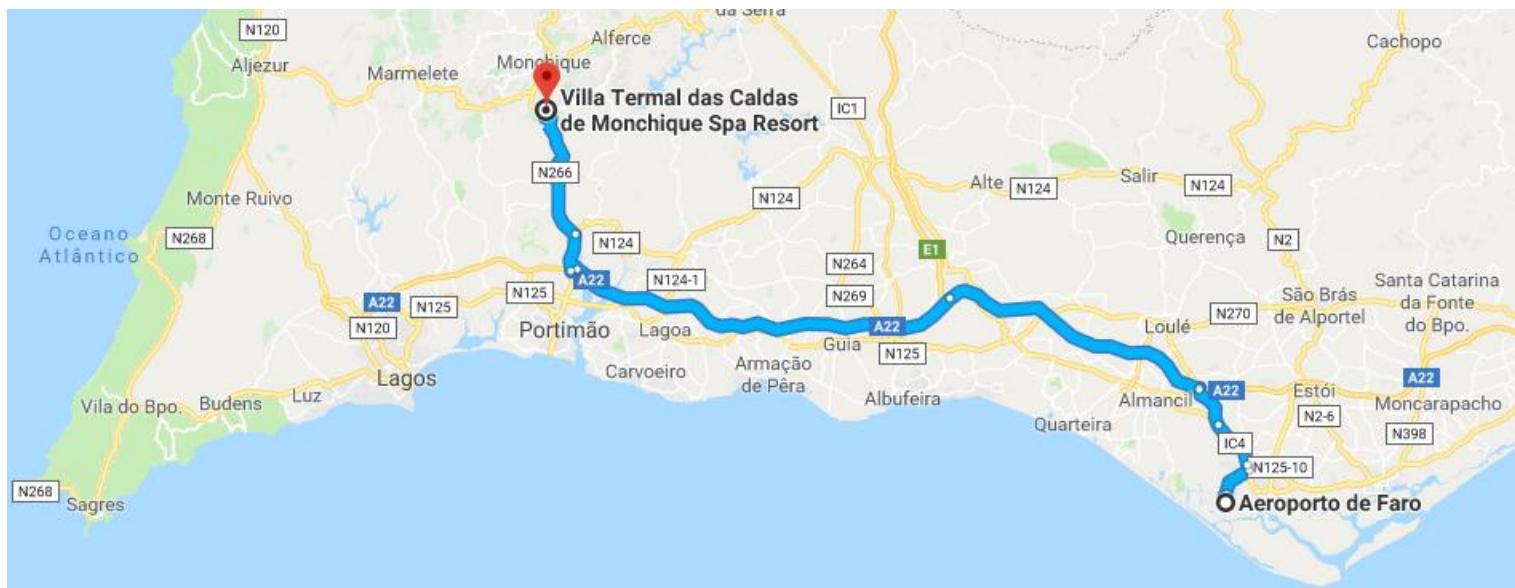 da Serra
N120
Alferce
Cachopo
Aljezur
Monchique
Marmelete
Villa Termal das Caldas
de Monchique Spa Resort
IC1
N266
Alte
N124
Salir
N124
Monte Ruivo
N124
Oceano
Atlântico
N268
N124
E1
Querença
N2
N264
A22
N124-1
N125
N269
Santa Catarina
da Fonte
do Bpo.
São Brás
de Alportel
A22
N125
N120
Portimão
Lagoa
A22
Guia
N125
Loulé
N270
Carvoeiro
Armação
de Pêra
Lagos
Albufeira
Almancil
A22
Estói
A22
Moncarapacho
Vila do Bpo.
Budens
Luz
Quarteira
N2-6
N398
IC4
N125-10
N268
Sagres
Aeroporto de Faro